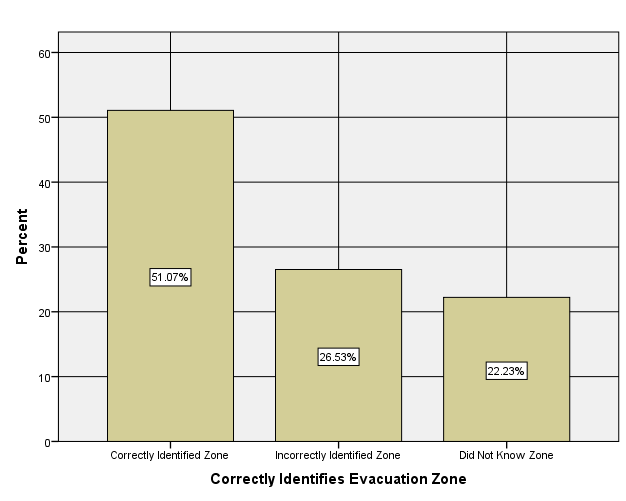 60
50
40
30
20
10
0
Percent
51.07%
26.53%
22.23%
Correctly Identified Zone
Incorrectly Identified Zone
Did Not Know Zone
Correctly Identifies Evacuation Zone